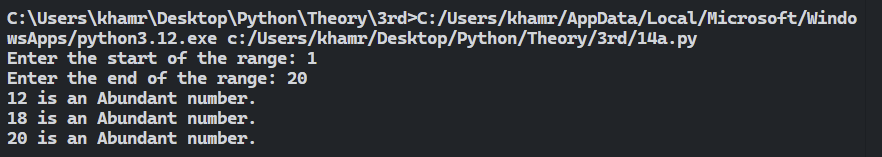 C:\Users\khamr\Desktop\Python\Theory\3rd>C:/Users/khamr/AppData/Local/Microsoft/Windo
wsApps/python3.12.exe c:/Users/khamr/Desktop/Python/Theory/3rd/14a.py
Enter the start of the range: 1
Enter the end of the range: 20
12 is an Abundant number.
18 is an Abundant number.
20 is an Abundant number.